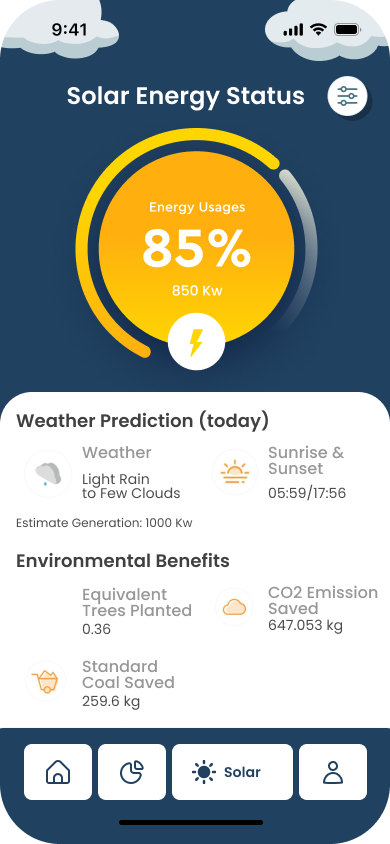 9:41
Solar Energy Status
Energy Usages
85%
850 Kw
Weather Prediction (today)
Weather
Light Rain
to Few Clouds
Sunrise &
Sunset
05:59/17:56
Estimate Generation: 1000 Kw
Environmental Benefits
Equivalent
Trees Planted
0.36
CO2 Emission
Saved
647.053 kg
Standard
Coal Saved
259.6 kg
Solar